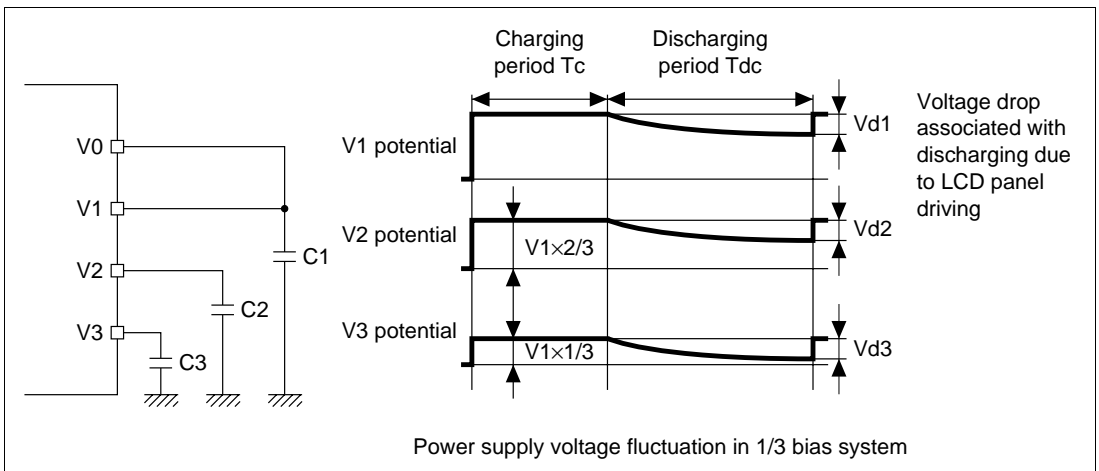 Charging
period Tc
Discharging
period Tdc
V0
V1
V2
V3
C1
C2
C3
V1 potential
Vd1
V2 potential
V1×2/3
Vd2
V3 potential
V1×1/3
Vd3
Voltage drop
associated with
discharging due
to LCD panel
driving
Power supply voltage fluctuation in 1/3 bias system